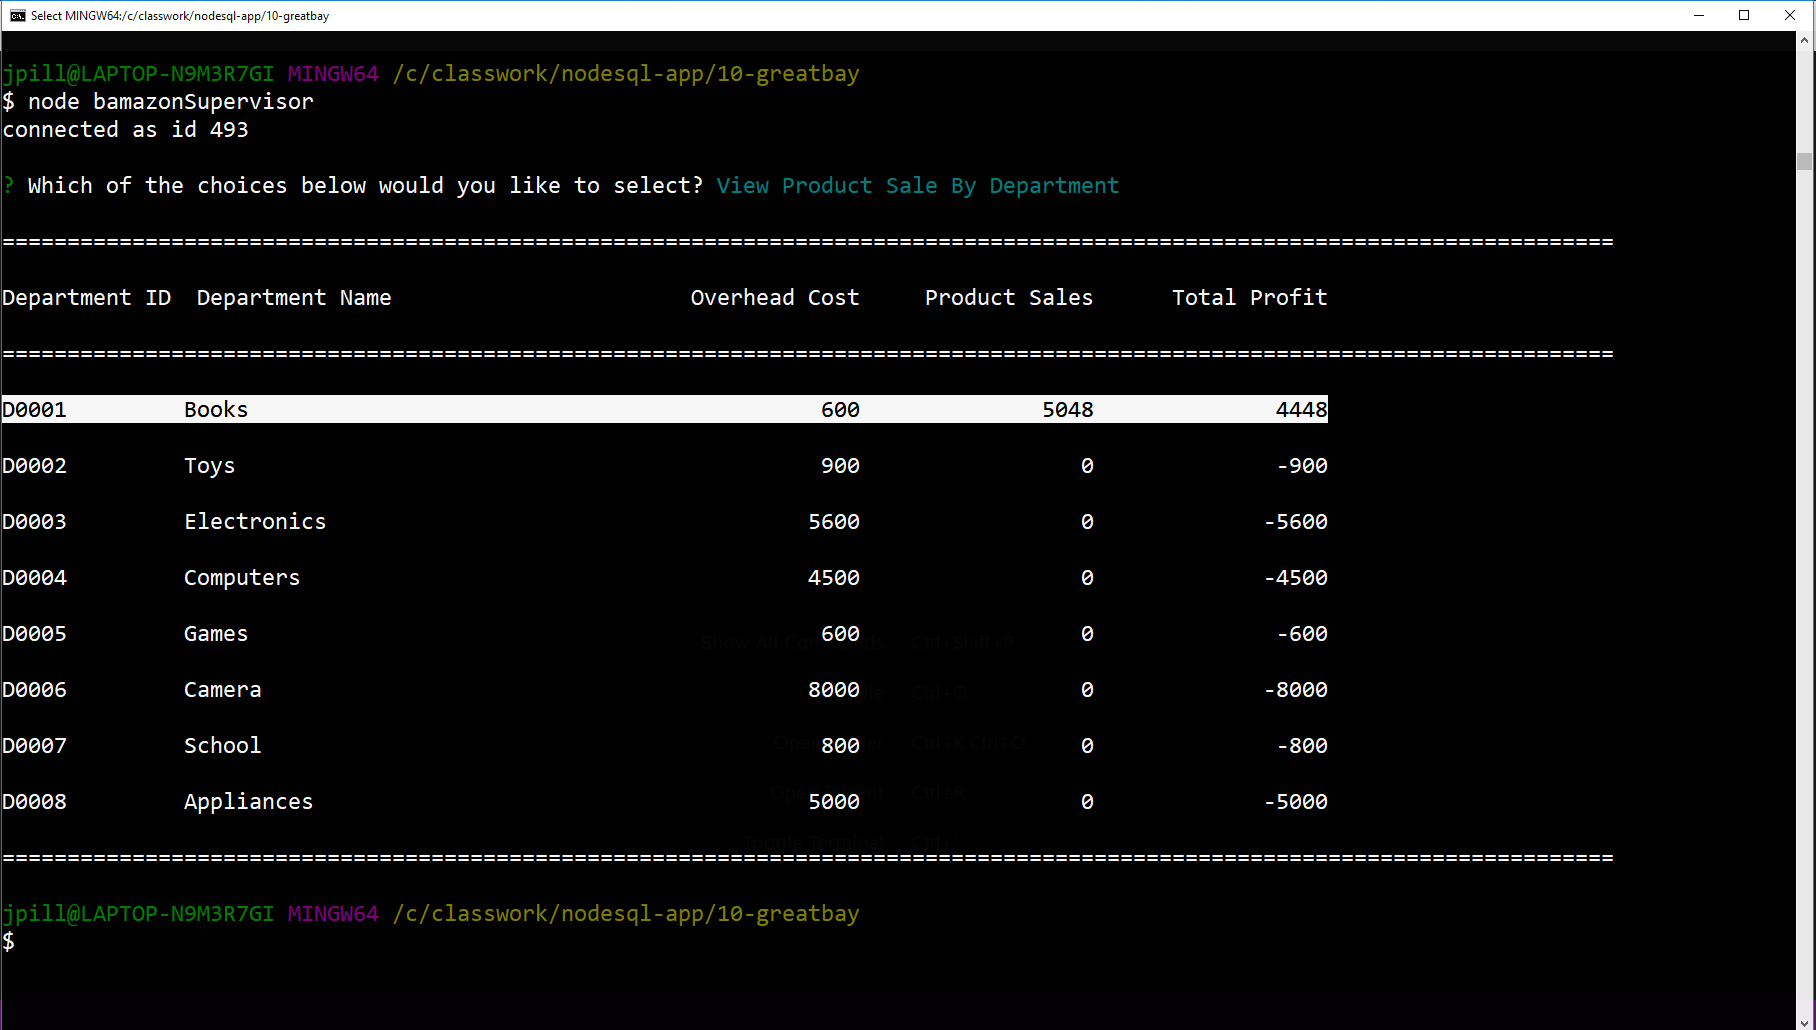 Select MINGW64:/c/classwork/nodesql-app/10-greatbay
jpill@LAPTOP-N9M3R7GI MINGW64 /c/classwork/nodesql-app/10-greatbay
$ node bamazonSupervisor
connected as id 493
? Which of the choices below would you like to select? View Product Sale By Department
============================================================================================================================
Department ID  Department Name                       Overhead Cost     Product Sales      Total Profit
============================================================================================================================
D0001         Books                                            600              5048              4448
D0002         Toys                                             900                 0              -900
D0003         Electronics                                     5600                 0             -5600
D0004         Computers                                       4500                 0             -4500
D0005         Games                                            600                 0              -600
D0006         Camera                                          8000                 0             -8000
D0007         School                                           800                 0              -800
D0008         Appliances                                      5000                 0             -5000
============================================================================================================================
jpill@LAPTOP-N9M3R7GI MINGW64 /c/classwork/nodesql-app/10-greatbay
$